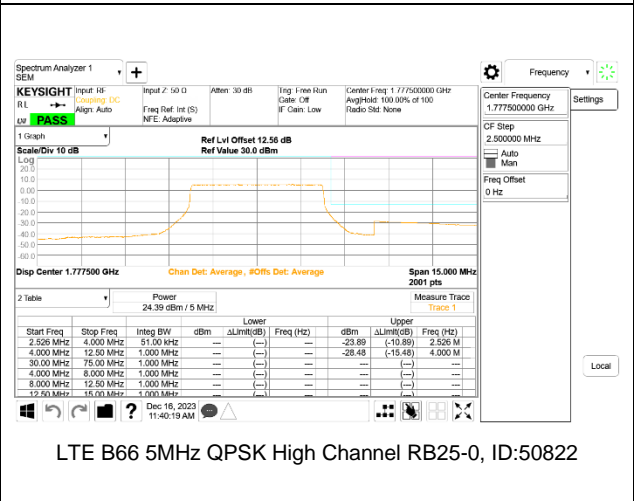 Spectrum Analyzer 1
SEM
KEYSIGHT
Input: RF
Coupling: DC
Align: Auto
Input Z: 50 Ω
Freq Ref: Int (S)
NFE: Adaptive
Atten: 30 dB
Trig: Free Run
Gate: Off
IF Gain: Low
Center Freq: 1.777500000 GHz
Avg|Hold: 100.00% of 100
Radio Std: None
RL
PASS
1 Graph
Scale/Div 10 dB
Ref Lvl Offset 12.56 dB
Ref Value 30.0 dBm
Log
20.0
10.0
0.00
-10.0
-20.0
-30.0
-40.0
-50.0
-60.0
Disp Center 1.777500 GHz
Chan Det: Average, #Offs Det: Average
Span 15.000 MHz
2001 pts
2 Table
Power
24.39 dBm / 5 MHz
Measure Trace
Trace 1
Lower Upper
Start Freq Stop Freq Integ BW dBm ΔLimit(dB) Freq (Hz) dBm ΔLimit(dB) Freq (Hz)
2.526 MHz 4.000 MHz 51.00 kHz --- (---) --- -23.89 (-10.89) 2.526 M
4.000 MHz 12.50 MHz 1.000 MHz --- (---) --- -28.48 (-15.48) 4.000 M
30.00 MHz 75.00 MHz 1.000 MHz --- (---) --- --- (---) ---
4.000 MHz 8.000 MHz 1.000 MHz --- (---) --- --- (---) ---
8.000 MHz 12.50 MHz 1.000 MHz --- (---) --- --- (---) ---
12.50 MHz 15.00 MHz 1.000 MHz --- (---) --- --- (---) ---
Dec 16, 2023
11:40:19 AM
Frequency
Center Frequency
1.777500000 GHz
Settings
CF Step
2.500000 MHz
Auto
Man
Freq Offset
0 Hz
Local
LTE B66 5MHz QPSK High Channel RB25-0, ID:50822